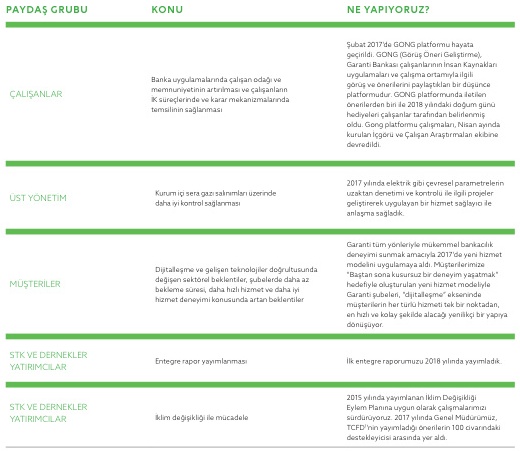 PAYDAŞ GRUBU
KONU
NE YAPIYORUZ?
ÇALIŞANLAR
Banka uygulamalarında çalışan odağı ve
memnuniyetinin artırılması ve çalışanların
İK süreçlerinde ve karar mekanizmalarında
temsilinin sağlanması
Şubat 2017'de GONG platformu hayata
geçirildi. GONG (Görüş Öneri Geliştirme),
Garanti Bankası çalışanlarının İnsan Kaynakları
uygulamaları ve çalışma ortamıyla ilgili
görüş ve önerilerini paylaştıkları bir düşünce
platformudur. GONG platformunda iletilen
önerilerden biri ile 2018 yılındaki doğum günü
hediyeleri çalışanlar tarafından belirlenmiş
oldu. Gong platformu çalışmaları, Nisan ayında
kurulan İçgörü ve Çalışan Araştırmaları ekibine
devredildi.
ÜST YÖNETİM
Kurum içi sera gazı salınımları üzerinde
daha iyi kontrol sağlanması
2017 yılında elektrik gibi çevresel parametrelerin
uzaktan denetimi ve kontrolü ile ilgili projeler
geliştirerek uygulayan bir hizmet sağlayıcı ile
anlaşma sağladık.
MÜŞTERİLER
Dijitalleşme ve gelişen teknolojiler doğrultusunda
değişen sektörel beklentiler, şubelerde daha az
bekleme süresi, daha hızlı hizmet ve daha iyi
hizmet deneyimi konusunda artan beklentiler
Garanti tüm yönleriyle mükemmel bankacılık
deneyimi sunmak amacıyla 2017'de yeni hizmet
modelini uygulamaya aldı. Müşterilerimize
"Baştan sona kusursuz bir deneyim yaşatmak"
hedefiyle oluşturulan yeni hizmet modeliyle
Garanti şubeleri, "dijitalleşme" ekseninde
müşterilerin her türlü hizmeti tek bir noktadan,
en hızlı ve kolay şekilde alacağı yenilikçi bir yapıya
dönüşüyor.
STK VE DERNEKLER
YATIRIMCILAR
Entegre rapor yayımlanması
İlk entegre raporumuzu 2018 yılında yayımladık.
STK VE DERNEKLER
YATIRIMCILAR
İklim değişikliği ile mücadele
2015 yılında yayımlanan İklim Değişikliği
Eylem Planına uygun olarak çalışmalarımızı
sürdürüyoruz. 2017 yılında Genel Müdürümüz,
TCFD'nin yayımladığı önerilerin 100 civarındaki
destekleyicisi arasında yer aldı.